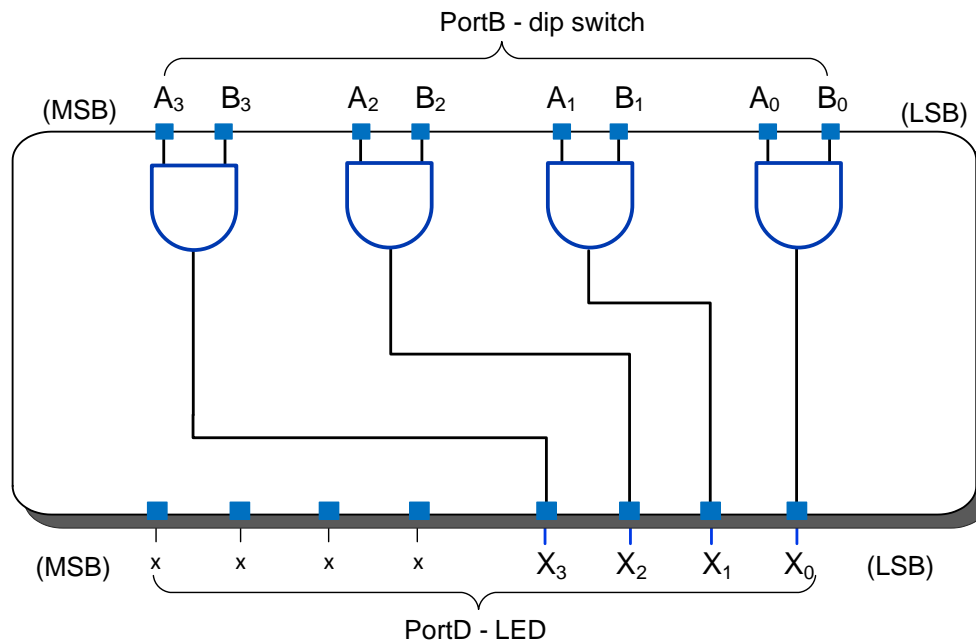 PortB - dip switch
(MSB) A₃ B₃ A₂ B₂ A₁ B₁ A₀ B₀ (LSB)
(MSB) x x x x X₃ X₂ X₁ X₀ (LSB)
PortD - LED